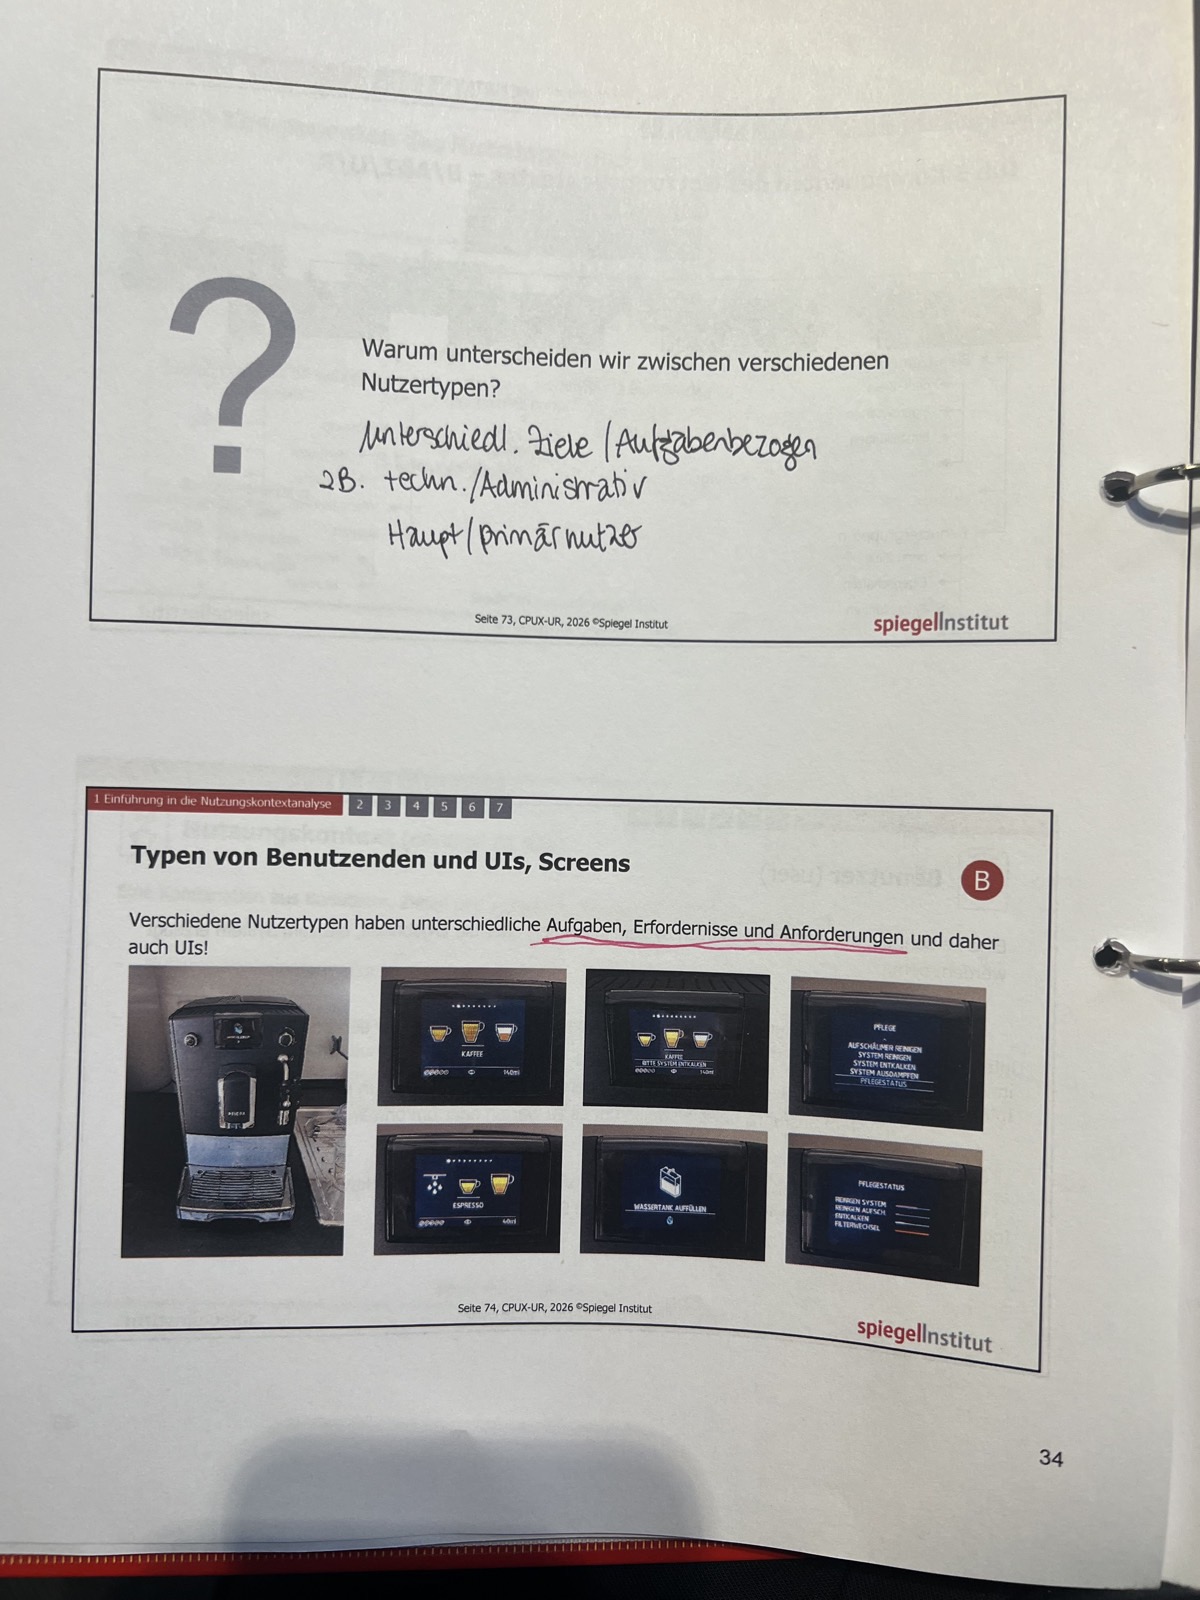 Warum unterscheiden wir zwischen verschiedenen
Nutzertypen?
Unterschiedl. Ziele / Aufgabenbezogen
zB. techn. / Administrativ
Haupt / primärnutzer
Seite 73, CPUX-UR, 2026 ©Spiegel Institut
spiegelInstitut
1 Einführung in die Nutzungskontextanalyse 2 3 4 5 6 7
Typen von Benutzenden und UIs, Screens
B
Verschiedene Nutzertypen haben unterschiedliche Aufgaben, Erfordernisse und Anforderungen und daher
auch UIs!
KAFFEE
140ml
KAFFEE
BITTE SYSTEM ENTKALKEN
140ml
PFLEGE
AUFSCHÄUMER REINIGEN
SYSTEM REINIGEN
SYSTEM ENTKALKEN
SYSTEM AUSDAMPFEN
PFLEGESTATUS
ESPRESSO
40ml
WASSERTANK AUFFÜLLEN
PFLEGESTATUS
REINIGEN SYSTEM
REINIGEN AUFSCH.
ENTKALKEN
FILTERWECHSEL
Seite 74, CPUX-UR, 2026 ©Spiegel Institut
spiegelInstitut
34